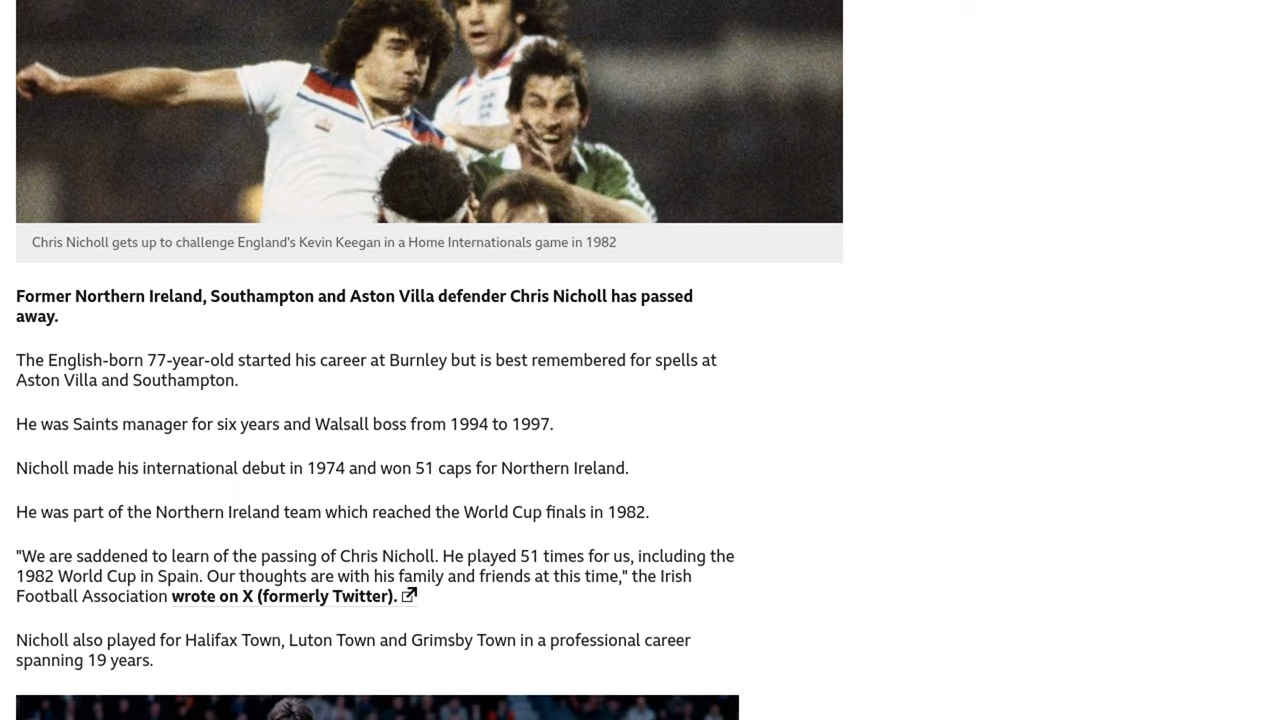 Chris Nicholl gets up to challenge England's Kevin Keegan in a Home Internationals game in 1982
Former Northern Ireland, Southampton and Aston Villa defender Chris Nicholl has passed
away.
The English-born 77-year-old started his career at Burnley but is best remembered for spells at
Aston Villa and Southampton.
He was Saints manager for six years and Walsall boss from 1994 to 1997.
Nicholl made his international debut in 1974 and won 51 caps for Northern Ireland.
He was part of the Northern Ireland team which reached the World Cup finals in 1982.
"We are saddened to learn of the passing of Chris Nicholl. He played 51 times for us, including the
1982 World Cup in Spain. Our thoughts are with his family and friends at this time," the Irish
Football Association wrote on X (formerly Twitter).
Nicholl also played for Halifax Town, Luton Town and Grimsby Town in a professional career
spanning 19 years.